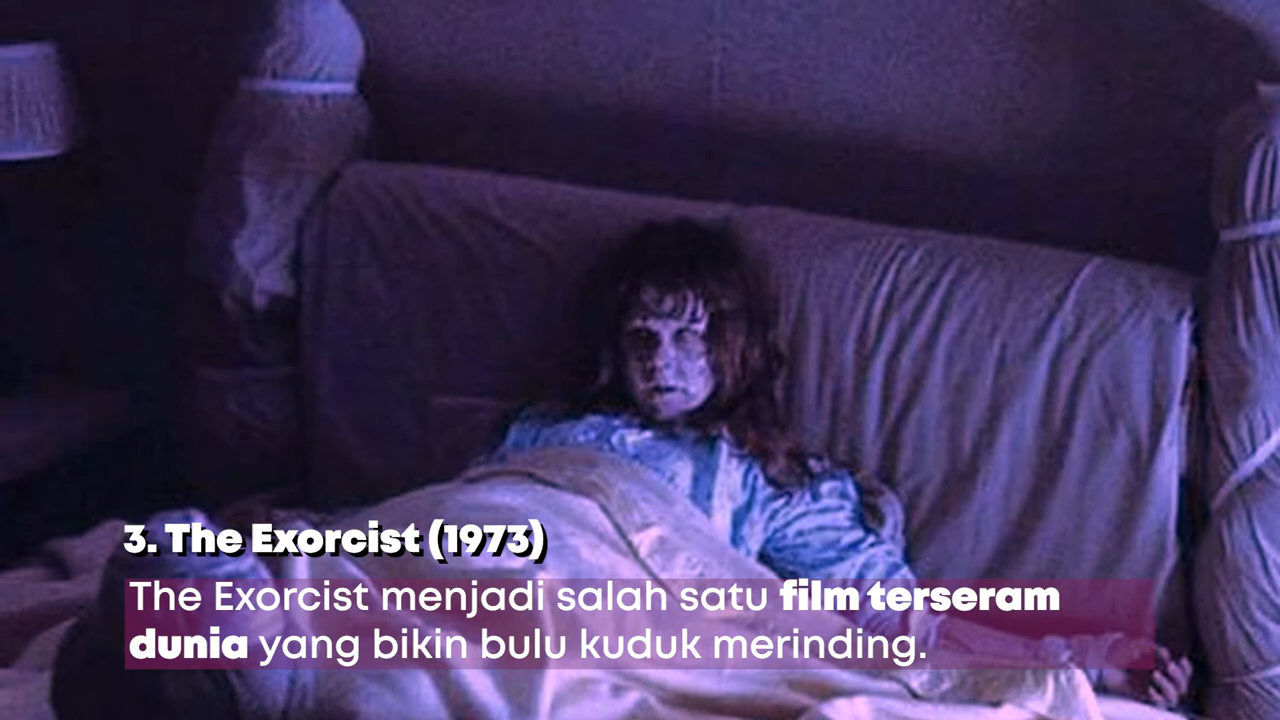 3. The Exorcist (1973)
The Exorcist menjadi salah satu film terseram
dunia yang bikin bulu kuduk merinding.